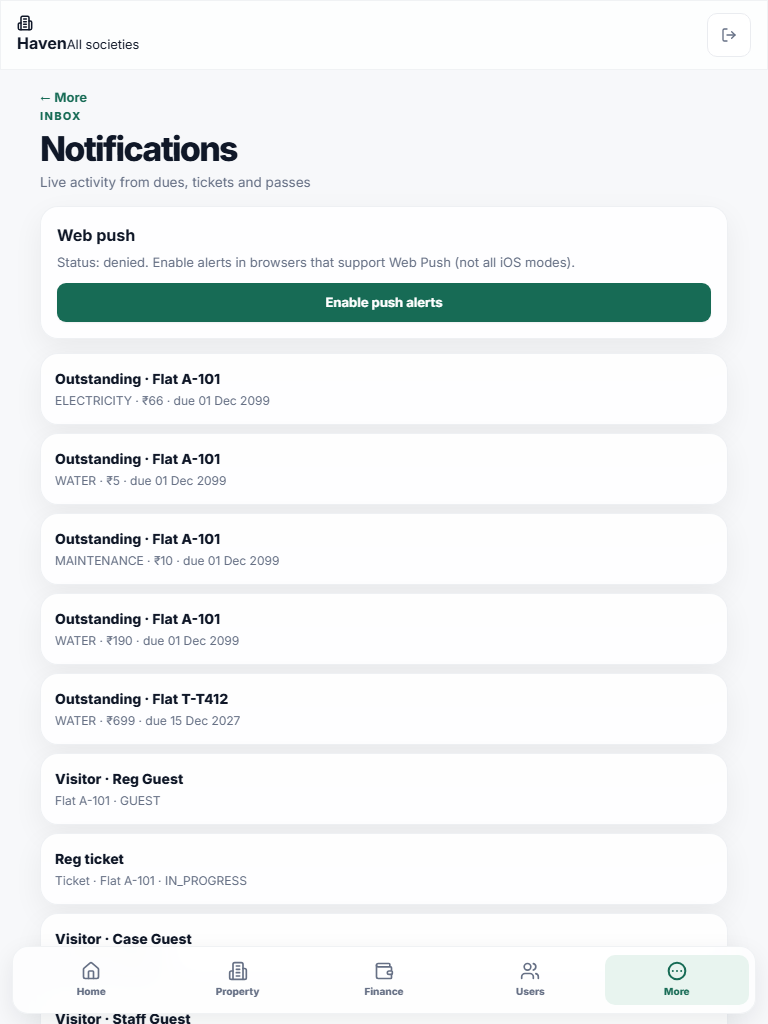 HavenAll societies
← More
INBOX
Notifications
Live activity from dues, tickets and passes
Web push
Status: denied. Enable alerts in browsers that support Web Push (not all iOS modes).
Enable push alerts
Outstanding · Flat A-101
ELECTRICITY · ₹66 · due 01 Dec 2099
Outstanding · Flat A-101
WATER · ₹5 · due 01 Dec 2099
Outstanding · Flat A-101
MAINTENANCE · ₹10 · due 01 Dec 2099
Outstanding · Flat A-101
WATER · ₹190 · due 01 Dec 2099
Outstanding · Flat T-T412
WATER · ₹699 · due 15 Dec 2027
Visitor · Reg Guest
Flat A-101 · GUEST
Reg ticket
Ticket · Flat A-101 · IN_PROGRESS
Visitor · Case Guest
Home Property Finance Users More
Visitor · Staff Guest